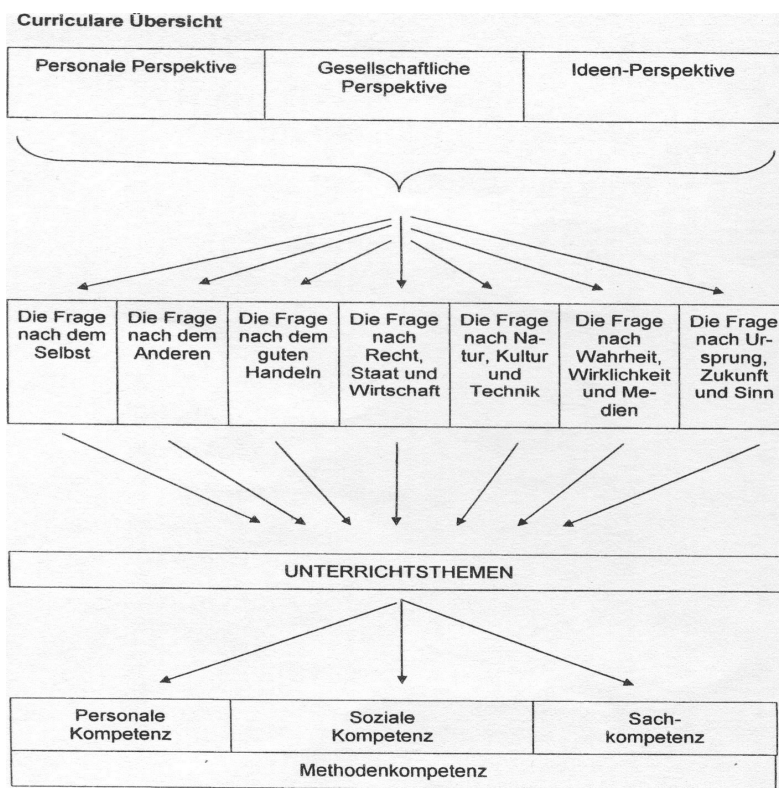 Curriculare Übersicht
Personale Perspektive
Gesellschaftliche
Perspektive
Ideen-Perspektive
Die Frage
nach dem
Selbst
Die Frage
nach dem
Anderen
Die Frage
nach dem
guten
Handeln
Die Frage
nach
Recht,
Staat und
Wirtschaft
Die Frage
nach Na-
tur, Kultur
und
Technik
Die Frage
nach
Wahrheit,
Wirklichkeit
und Me-
dien
Die Frage
nach Ur-
sprung,
Zukunft
und Sinn
UNTERRICHTSTHEMEN
Personale
Kompetenz
Soziale
Kompetenz
Sach-
kompetenz
Methodenkompetenz